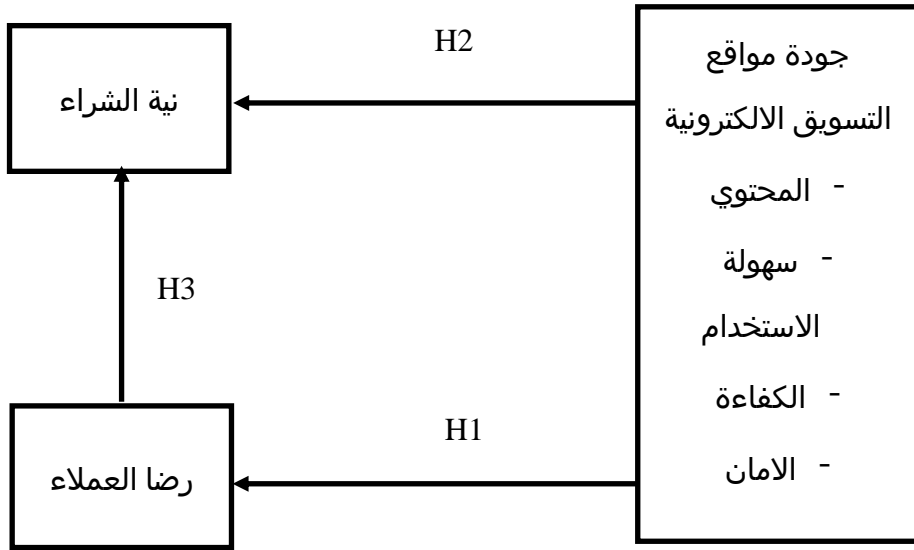 جودة مواقع
التسويق الالكترونية
- المحتوي
- سهولة
الاستخدام
- الكفاءة
- الامان
H2
نية الشراء
H3
H1
رضا العملاء